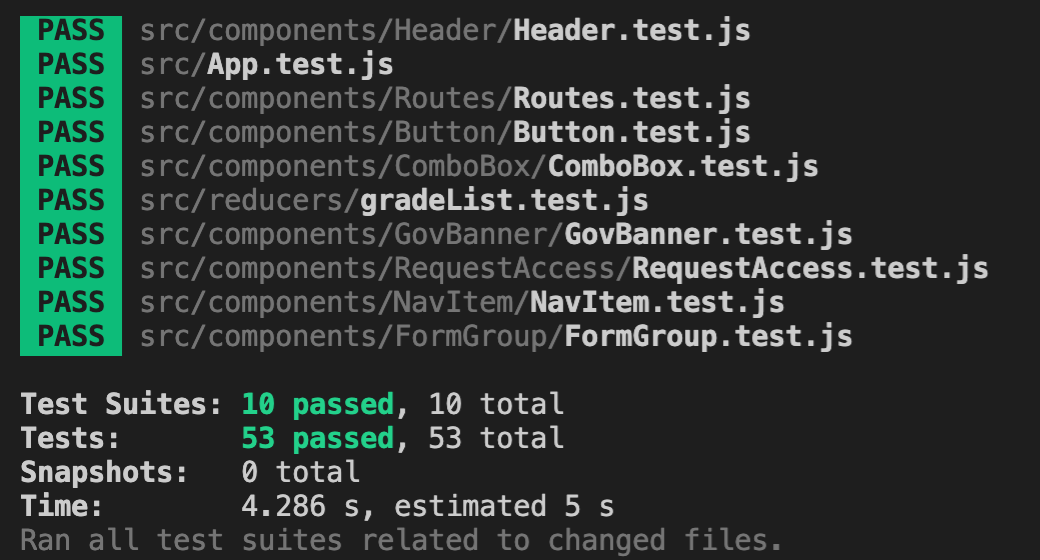 PASS src/components/Header/Header.test.js
PASS src/App.test.js
PASS src/components/Routes/Routes.test.js
PASS src/components/Button/Button.test.js
PASS src/components/ComboBox/ComboBox.test.js
PASS src/reducers/gradeList.test.js
PASS src/components/GovBanner/GovBanner.test.js
PASS src/components/RequestAccess/RequestAccess.test.js
PASS src/components/NavItem/NavItem.test.js
PASS src/components/FormGroup/FormGroup.test.js
Test Suites: 10 passed, 10 total
Tests: 53 passed, 53 total
Snapshots: 0 total
Time: 4.286 s, estimated 5 s
Ran all test suites related to changed files.